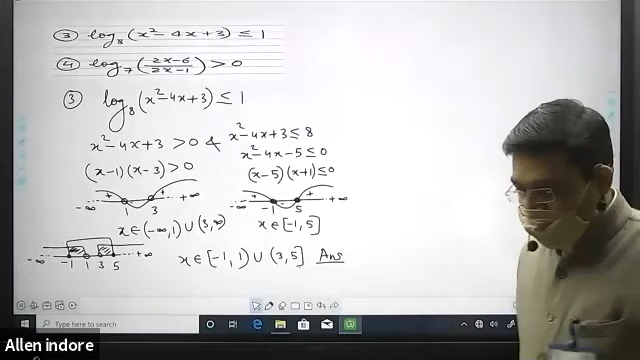 ③ log₈(x² - 4x + 3) ≤ 1
④ log₇((2x-6)/(2x-1)) > 0
③ log₈(x² - 4x + 3) ≤ 1
x² - 4x + 3 > 0 & x² - 4x + 3 ≤ 8
x² - 4x - 5 ≤ 0
(x-1)(x-3) > 0 (x-5)(x+1) ≤ 0
+ - + +∞ + - +
-∞ 1 3 -∞ -1 5 +∞
x ∈ (-∞, 1) ∪ (3, ∞) x ∈ [-1, 5]
-∞ -1 1 3 5 +∞
x ∈ [-1, 1) ∪ (3, 5] Ans
Type here to search
Allen indore